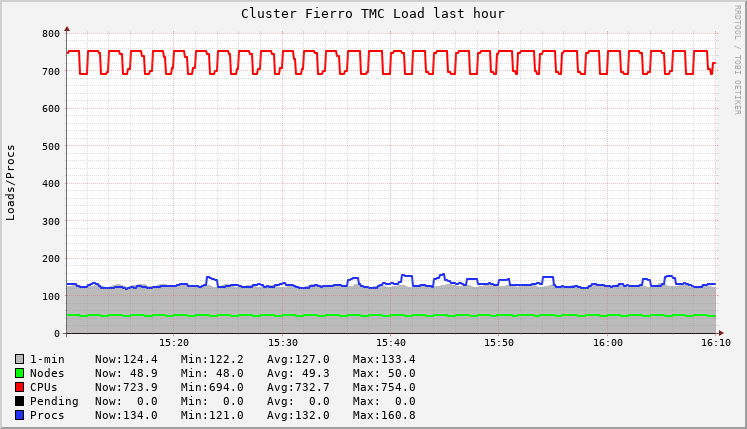 Cluster Fierro TMC Load last hour
RRDTOOL / TOBI OETIKER
Loads/Procs
800
700
600
500
400
300
200
100
0
15:20 15:30 15:40 15:50 16:00 16:10
1-min Now:124.4 Min:122.2 Avg:127.0 Max:133.4
Nodes Now: 48.9 Min: 48.0 Avg: 49.3 Max: 50.0
CPUs Now:723.9 Min:694.0 Avg:732.7 Max:754.0
Pending Now: 0.0 Min: 0.0 Avg: 0.0 Max: 0.0
Procs Now:134.0 Min:121.0 Avg:132.0 Max:160.8